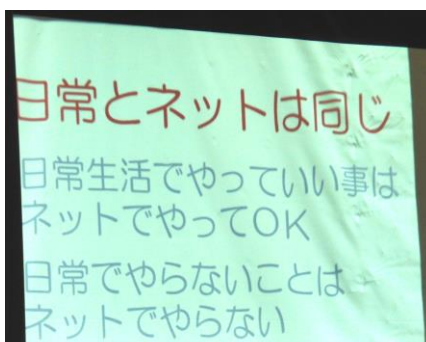 日常とネットは同じ
日常生活でやっていい事は
ネットでやってOK
日常でやらないことは
ネットでやらない